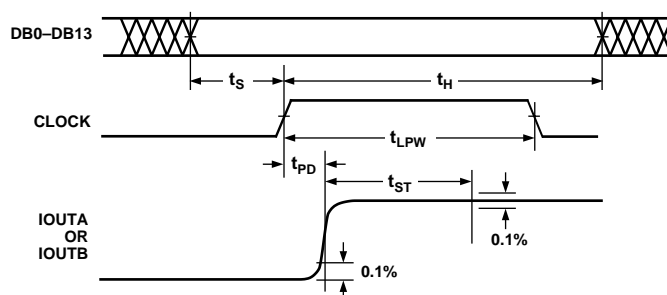 DB0–DB13
tS
tH
CLOCK
tLPW
tPD
tST
IOUTA
OR
IOUTB
0.1%
0.1%